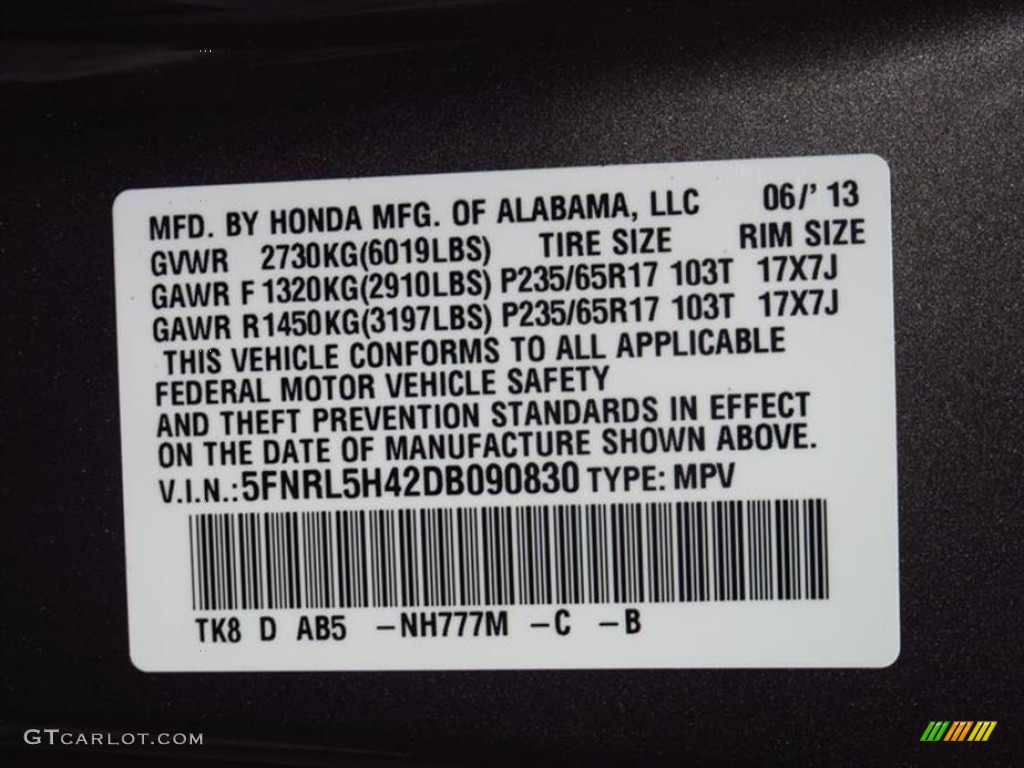 MFD. BY HONDA MFG. OF ALABAMA, LLC 06/' 13
GVWR 2730KG(6019LBS) TIRE SIZE RIM SIZE
GAWR F 1320KG(2910LBS) P235/65R17 103T 17X7J
GAWR R1450KG(3197LBS) P235/65R17 103T 17X7J
THIS VEHICLE CONFORMS TO ALL APPLICABLE
FEDERAL MOTOR VEHICLE SAFETY
AND THEFT PREVENTION STANDARDS IN EFFECT
ON THE DATE OF MANUFACTURE SHOWN ABOVE.
V.I.N.:5FNRL5H42DB090830 TYPE: MPV
TK8 D AB5 -NH777M -C -B
GTCARLOT.COM